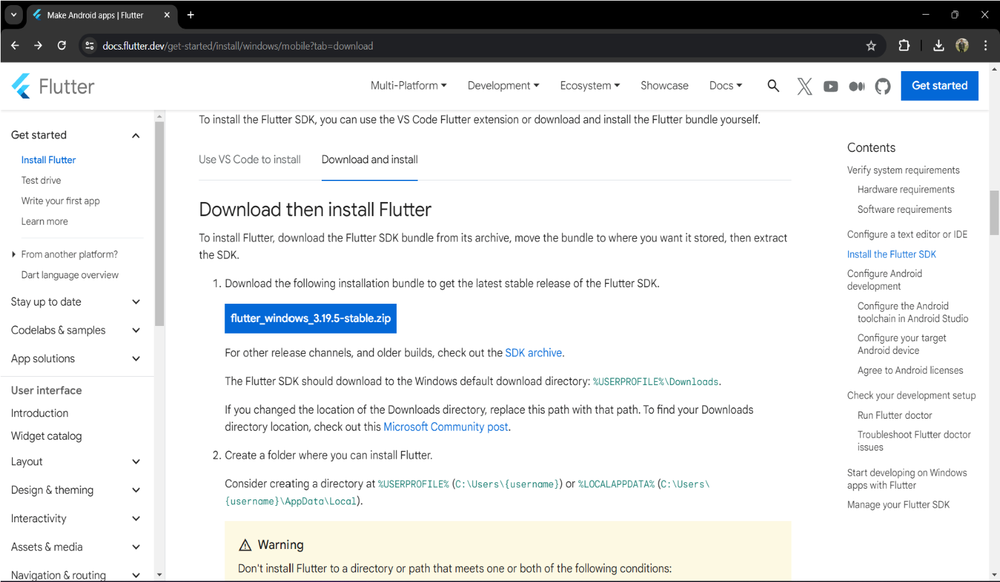 Make Android apps | Flutter
docs.flutter.dev/get-started/install/windows/mobile?tab=download
Flutter
Multi-Platform
Development
Ecosystem
Showcase
Docs
Get started
Get started
Install Flutter
Test drive
Write your first app
Learn more
From another platform?
Dart language overview
Stay up to date
Codelabs & samples
App solutions
User interface
Introduction
Widget catalog
Layout
Design & theming
Interactivity
Assets & media
Navigation & routing
To install the Flutter SDK, you can use the VS Code Flutter extension or download and install the Flutter bundle yourself.
Use VS Code to install
Download and install
Download then install Flutter
To install Flutter, download the Flutter SDK bundle from its archive, move the bundle to where you want it stored, then extract
the SDK.
1. Download the following installation bundle to get the latest stable release of the Flutter SDK.
flutter_windows_3.19.5-stable.zip
For other release channels, and older builds, check out the SDK archive.
The Flutter SDK should download to the Windows default download directory: %USERPROFILE%\Downloads.
If you changed the location of the Downloads directory, replace this path with that path. To find your Downloads
directory location, check out this Microsoft Community post.
2. Create a folder where you can install Flutter.
Consider creating a directory at %USERPROFILE% (C:\Users\{username}) or %LOCALAPPDATA% (C:\Users\
{username}\AppData\Local).
Warning
Don't install Flutter to a directory or path that meets one or both of the following conditions:
Contents
Verify system requirements
Hardware requirements
Software requirements
Configure a text editor or IDE
Install the Flutter SDK
Configure Android
development
Configure the Android
toolchain in Android Studio
Configure your target
Android device
Agree to Android licenses
Check your development setup
Run Flutter doctor
Troubleshoot Flutter doctor
issues
Start developing on Windows
apps with Flutter
Manage your Flutter SDK